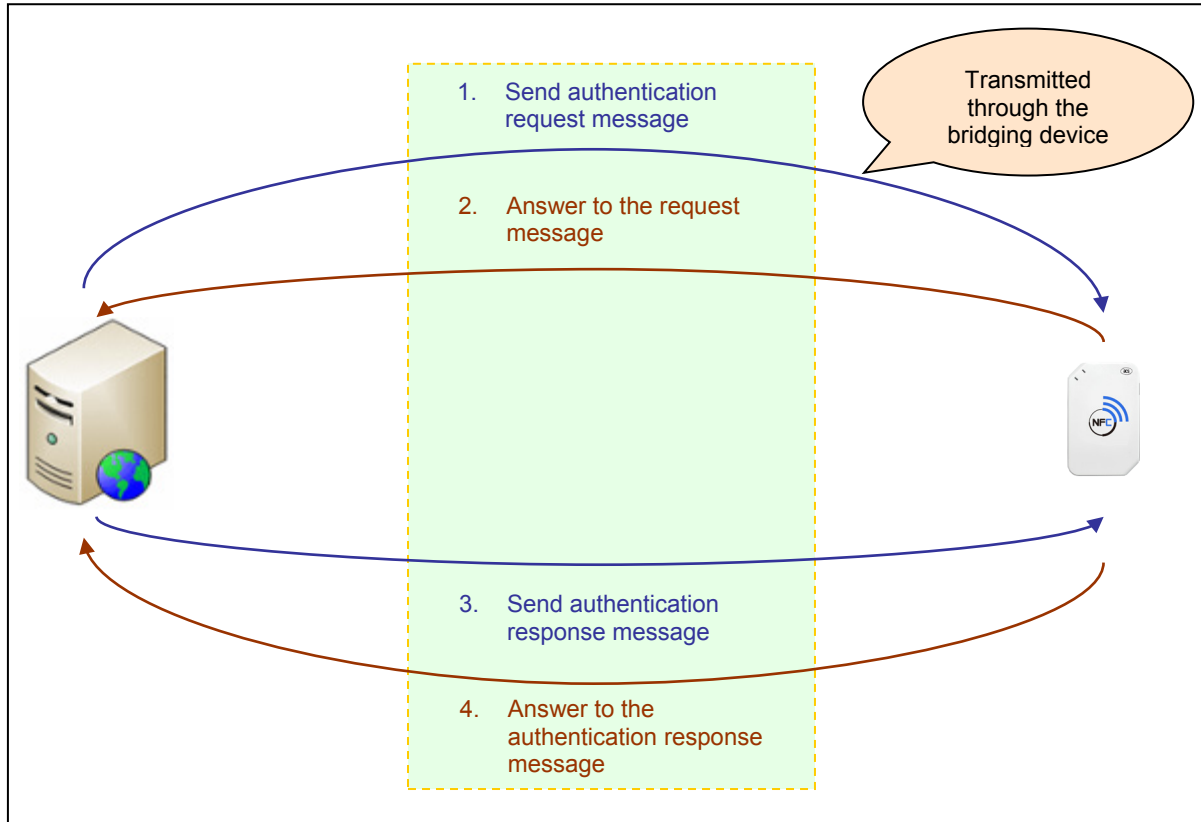 1. Send authentication
request message
Transmitted
through the
bridging device
2. Answer to the request
message
NFC
3. Send authentication
response message
4. Answer to the
authentication response
message